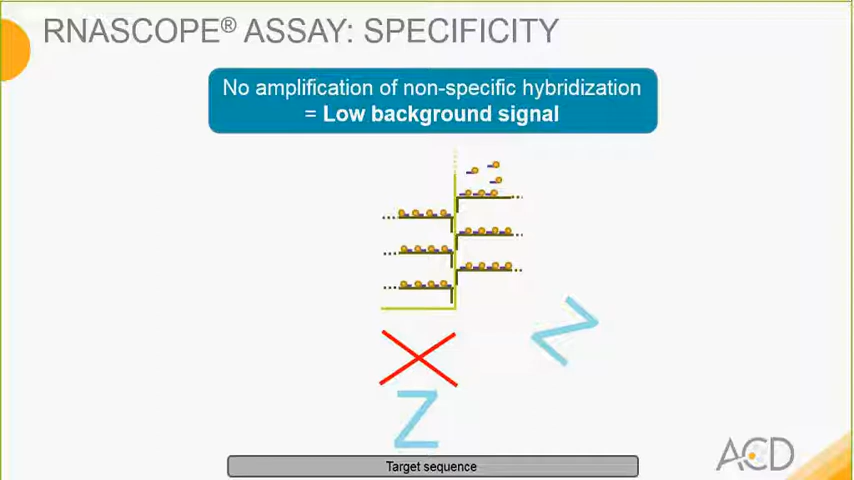 RNASCOPE® ASSAY: SPECIFICITY
No amplification of non-specific hybridization
= Low background signal
Z
Z
Target sequence
ACD